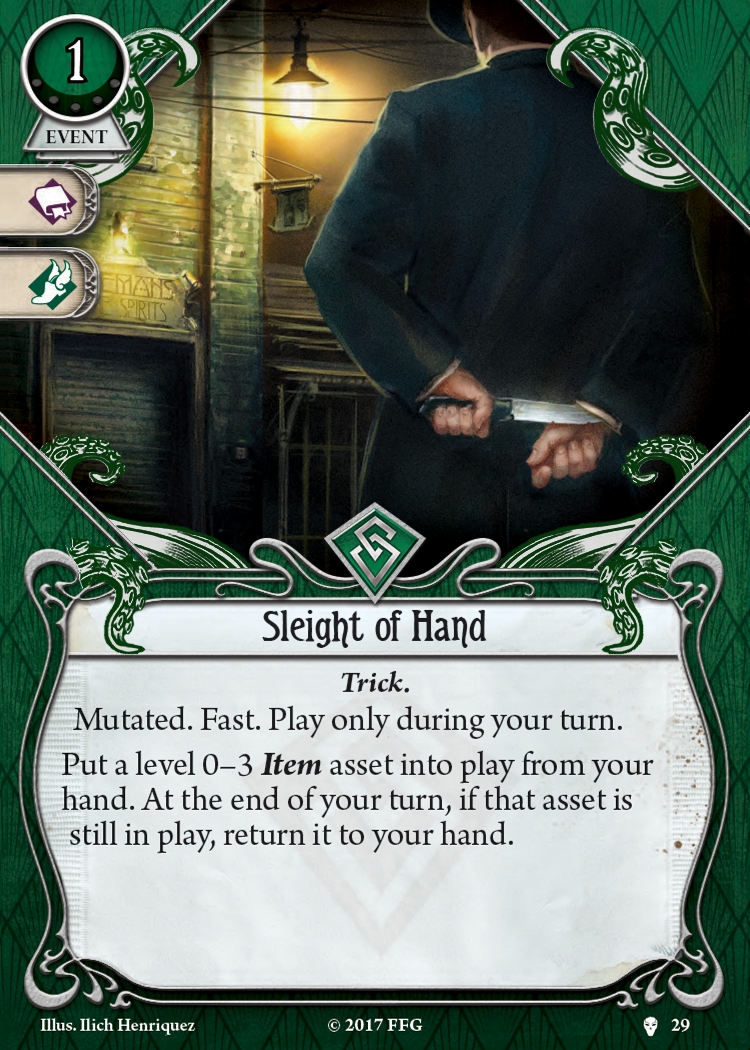 1
EVENT
MANS
SPIRITS
Sleight of Hand
Trick.
Mutated. Fast. Play only during your turn.
Put a level 0–3 Item asset into play from your
hand. At the end of your turn, if that asset is
still in play, return it to your hand.
Illus. Ilich Henriquez
© 2017 FFG
29